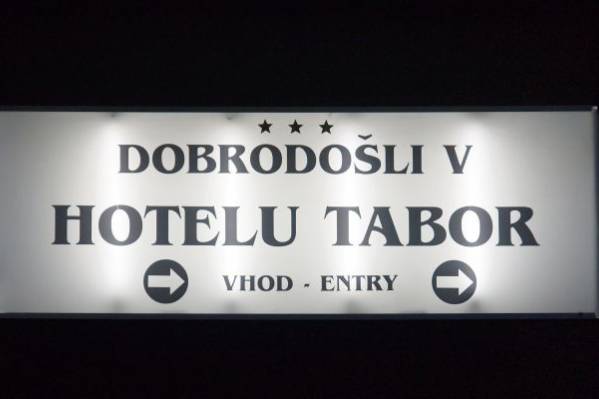 DOBRODOŠLI V
HOTELU TABOR
VHOD - ENTRY